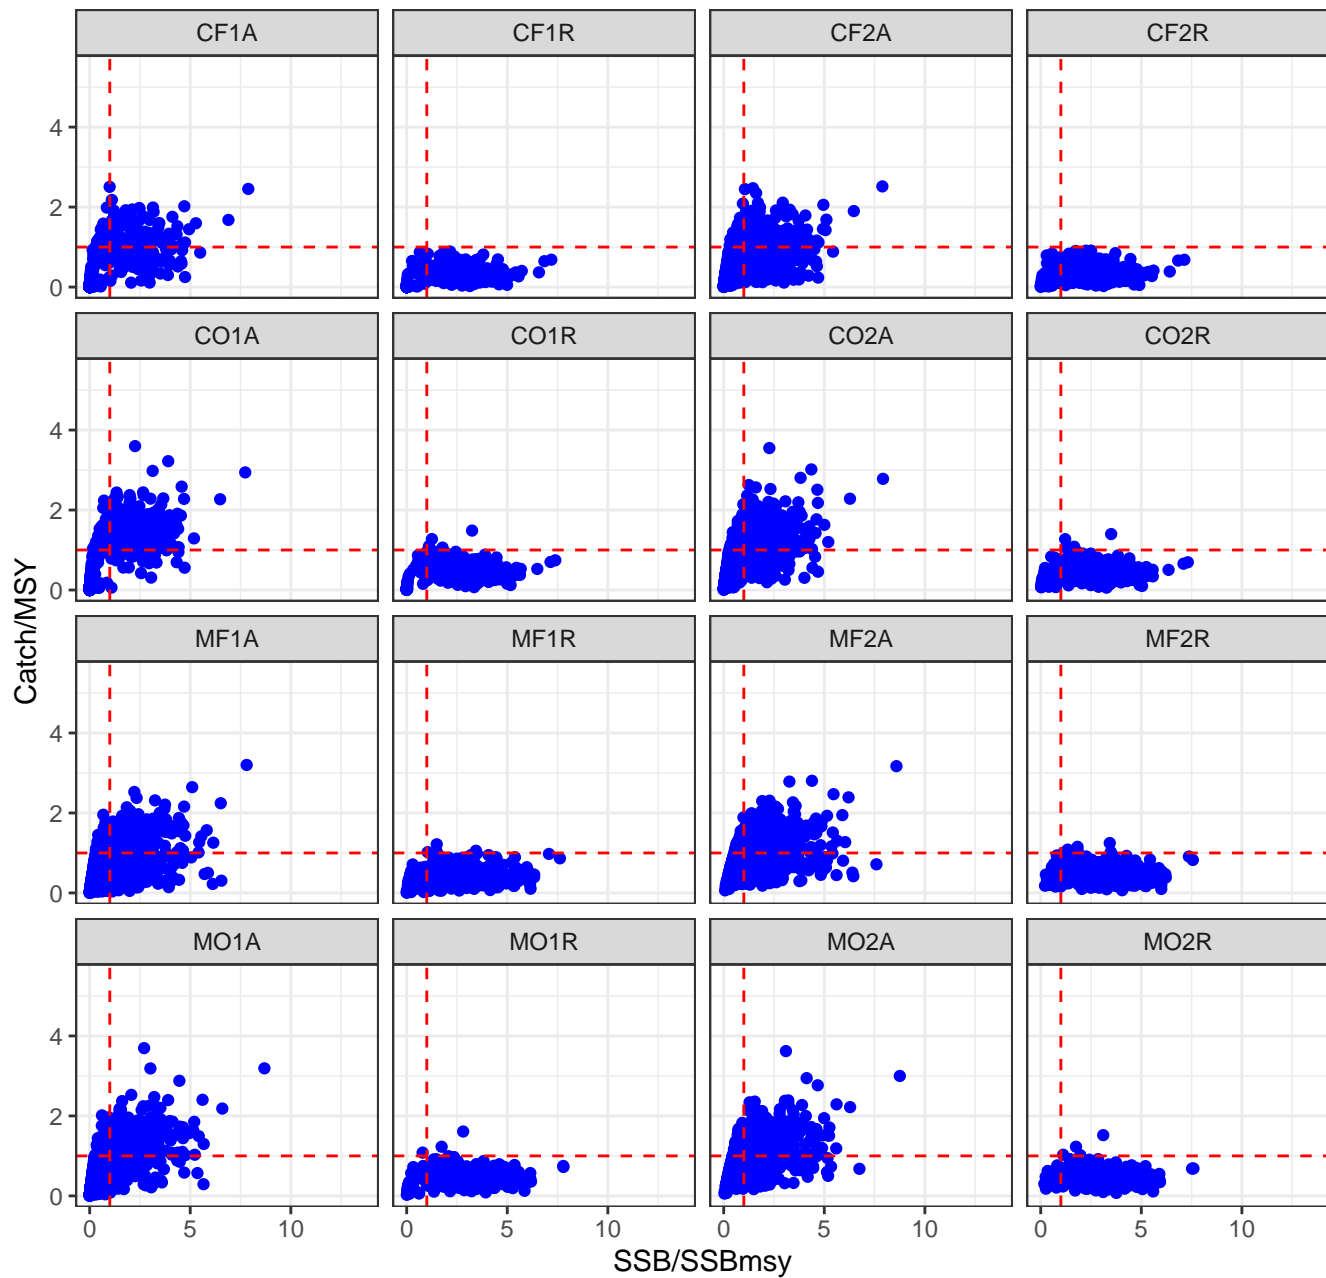 CF1A CF1R CF2A CF2R
4
2
0
CO1A CO1R CO2A CO2R
4
2
0
MF1A MF1R MF2A MF2R
4
2
0
MO1A MO1R MO2A MO2R
4
2
0
0 5 10 0 5 10 0 5 10 0 5 10
Catch/MSY
SSB/SSBmsy